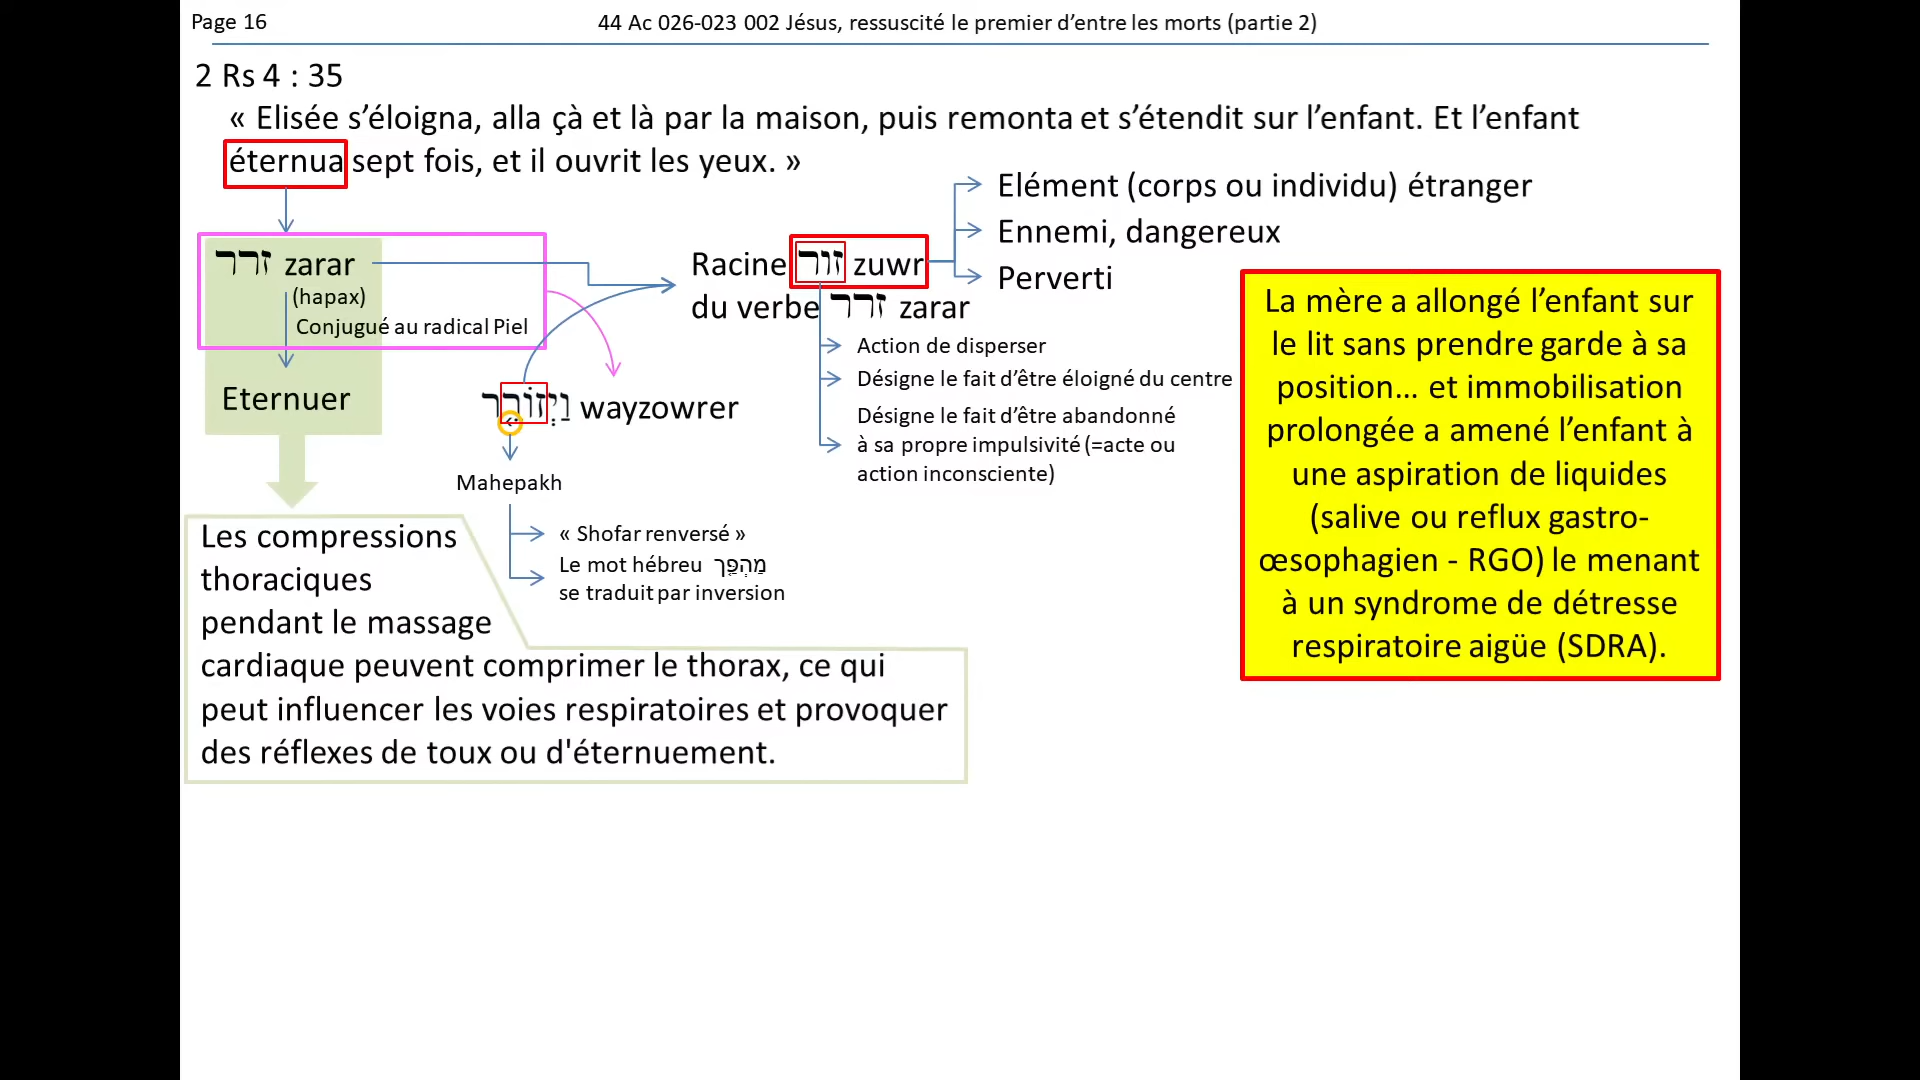 Page 16
44 Ac 026-023 002 Jésus, ressuscité le premier d’entre les morts (partie 2)
2 Rs 4 : 35
« Elisée s’éloigna, alla çà et là par la maison, puis remonta et s’étendit sur l’enfant. Et l’enfant
éternua sept fois, et il ouvrit les yeux. »
זרר zarar
(hapax)
Conjugué au radical Piel
Eternuer
Les compressions
thoraciques
pendant le massage
cardiaque peuvent comprimer le thorax, ce qui
peut influencer les voies respiratoires et provoquer
des réflexes de toux ou d'éternuement.
וַיְזוֹרֵ֤ר wayzowrer
Mahepakh
« Shofar renversé »
Le mot hébreu מַהְפַּ֤ך
se traduit par inversion
Racine זור zuwr
du verbe זרר zarar
Elément (corps ou individu) étranger
Ennemi, dangereux
Perverti
Action de disperser
Désigne le fait d’être éloigné du centre
Désigne le fait d’être abandonné
à sa propre impulsivité (=acte ou
action inconsciente)
La mère a allongé l’enfant sur
le lit sans prendre garde à sa
position… et immobilisation
prolongée a amené l’enfant à
une aspiration de liquides
(salive ou reflux gastro-
œsophagien - RGO) le menant
à un syndrome de détresse
respiratoire aigüe (SDRA).